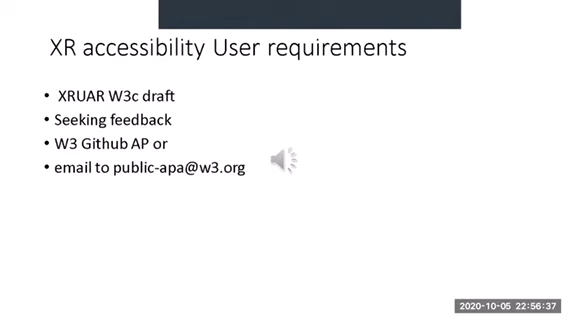 XR accessibility User requirements
• XRUAR W3c draft
• Seeking feedback
• W3 Github AP or
• email to public-apa@w3.org
2020-10-05 22:56:37